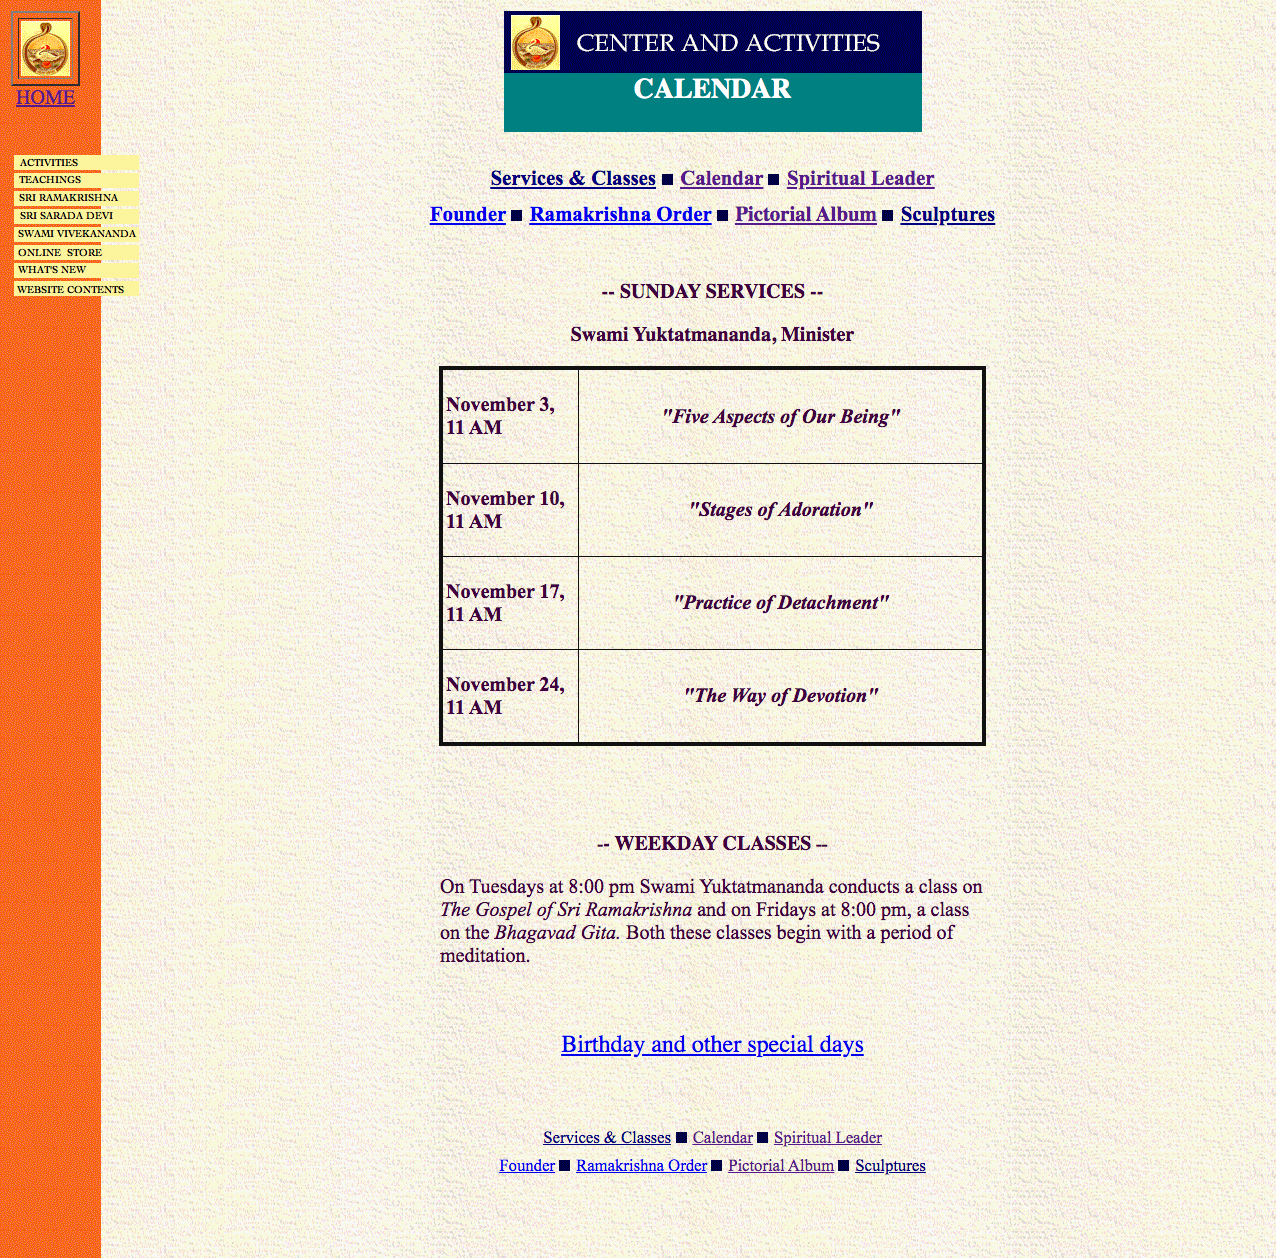 HOME
ACTIVITIES
TEACHINGS
SRI RAMAKRISHNA
SRI SARADA DEVI
SWAMI VIVEKANANDA
ONLINE STORE
WHAT'S NEW
WEBSITE CONTENTS
CENTER AND ACTIVITIES
CALENDAR
Services & Classes Calendar Spiritual Leader
Founder Ramakrishna Order Pictorial Album Sculptures
-- SUNDAY SERVICES --
Swami Yuktatmananda, Minister
November 3,
11 AM
"Five Aspects of Our Being"
November 10,
11 AM
"Stages of Adoration"
November 17,
11 AM
"Practice of Detachment"
November 24,
11 AM
"The Way of Devotion"
-- WEEKDAY CLASSES --
On Tuesdays at 8:00 pm Swami Yuktatmananda conducts a class on
The Gospel of Sri Ramakrishna and on Fridays at 8:00 pm, a class
on the Bhagavad Gita. Both these classes begin with a period of
meditation.
Birthday and other special days
Services & Classes Calendar Spiritual Leader
Founder Ramakrishna Order Pictorial Album Sculptures